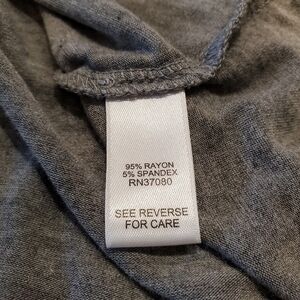 95% RAYON
5% SPANDEX
RN37080
SEE REVERSE
FOR CARE